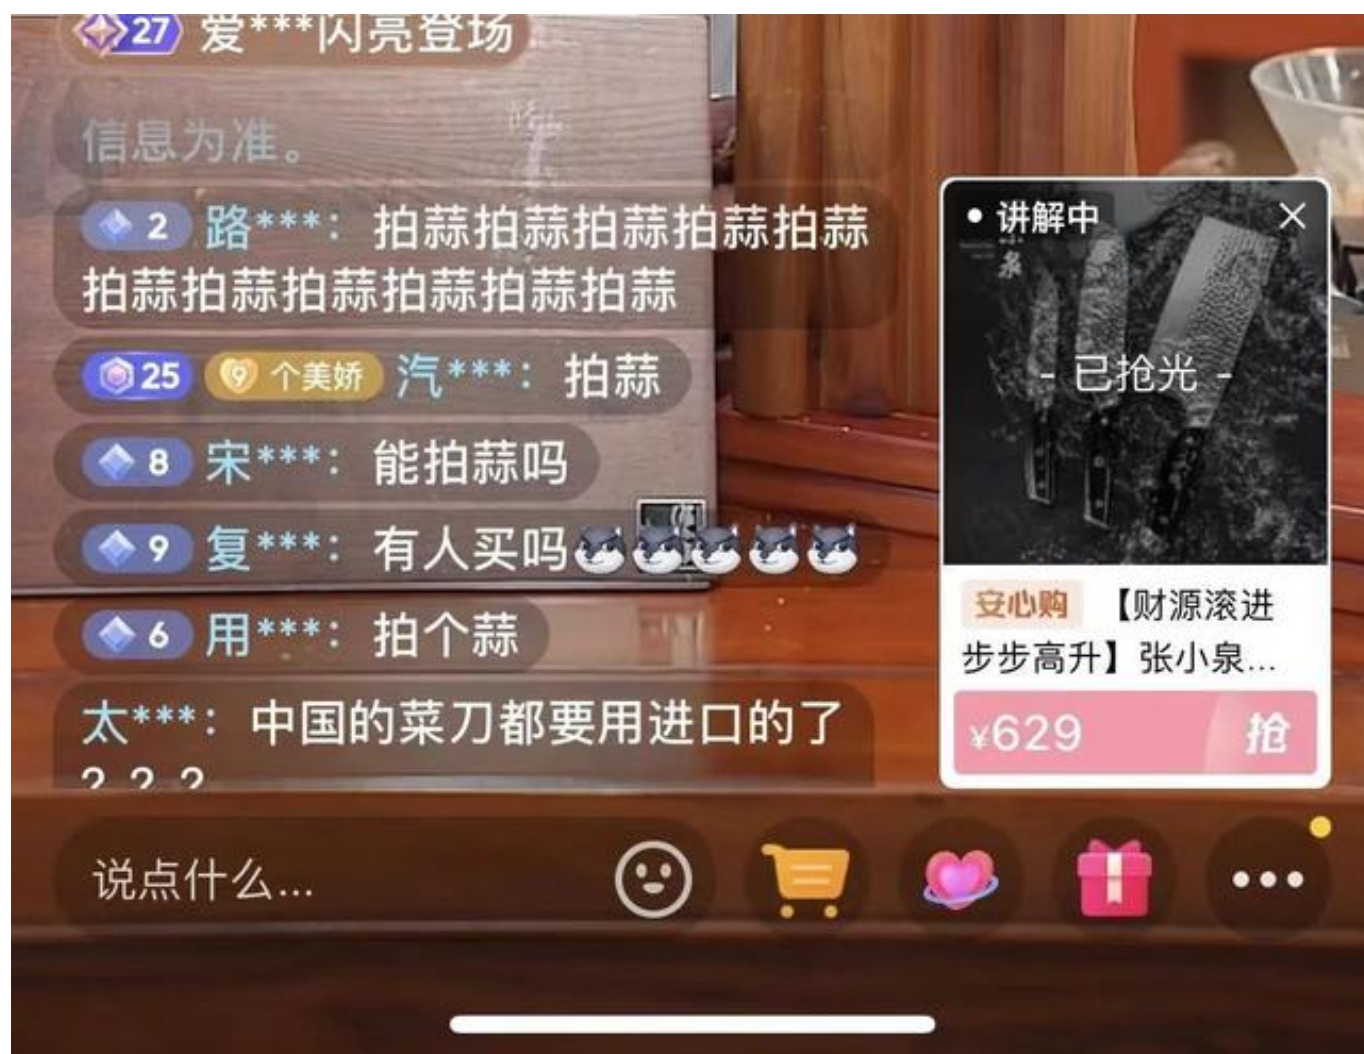 27 爱***闪亮登场
信息为准。
2 路***：拍蒜拍蒜拍蒜拍蒜拍蒜
拍蒜拍蒜拍蒜拍蒜拍蒜拍蒜
25 9 个美娇 汽***：拍蒜
8 宋***：能拍蒜吗
9 复***：有人买吗
6 用***：拍个蒜
太***：中国的菜刀都要用进口的了
？？？
说点什么...
讲解中
泉
- 已抢光 -
安心购 【财源滚进
步步高升】张小泉...
¥629 抢